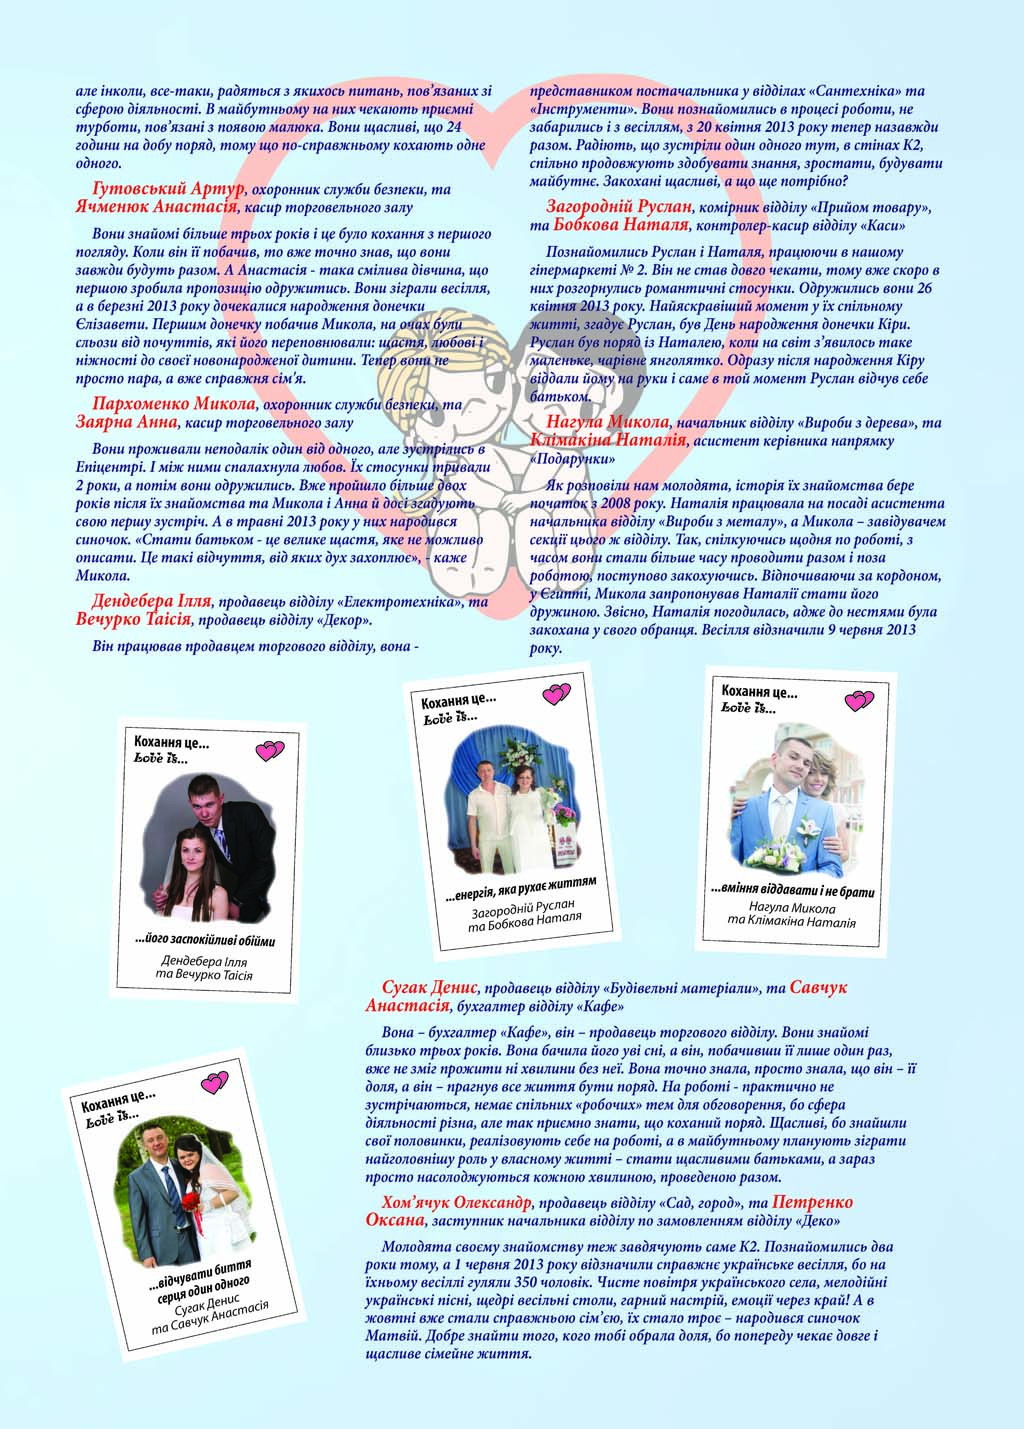 але інколи, все-таки, радяться з якихось питань, пов’язаних зі
сферою діяльності. В майбутньому на них чекають приємні
турботи, пов’язані з появою малюка. Вони щасливі, що 24
години на добу поряд, тому що по-справжньому кохають одне
одного.
Гутовський Артур, охоронник служби безпеки, та
Ячменюк Анастасія, касир торговельного залу
Вони знайомі більше трьох років і це було кохання з першого
погляду. Коли він її побачив, то вже точно знав, що вони
завжди будуть разом. А Анастасія - така смілива дівчина, що
першою зробила пропозицію одружитись. Вони зіграли весілля,
а в березні 2013 року дочекалися народження донечки
Єлізавети. Першим донечку побачив Микола, на очах були
сльози від почуттів, які його переповнювали: щастя, любові і
ніжності до своєї новонародженої дитини. Тепер вони не
просто пара, а вже справжня сім'я.
Пархоменко Микола, охоронник служби безпеки, та
Заярна Анна, касир торговельного залу
Вони проживали неподалік один від одного, але зустрілись в
Епіцентрі. І між ними спалахнула любов. Їх стосунки тривали
2 роки, а потім вони одружились. Вже пройшло більше двох
років після їх знайомства та Микола і Анна й досі згадують
свою першу зустріч. А в травні 2013 року у них народився
синочок. «Стати батьком - це велике щастя, яке не можливо
описати. Це такі відчуття, від яких дух захоплює», - каже
Микола.
Дендебера Ілля, продавець відділу «Електротехніка», та
Вечурко Таісія, продавець відділу «Декор».
Він працював продавцем торгового відділу, вона -
представником постачальника у відділах «Сантехніка» та
«Інструменти». Вони познайомились в процесі роботи, не
забарились і з весіллям, з 20 квітня 2013 року тепер назавжди
разом. Радіють, що зустріли один одного тут, в стінах К2,
спільно продовжують здобувати знання, зростати, будувати
майбутнє. Закохані щасливі, а що ще потрібно?
Загородній Руслан, комірник відділу «Прийом товару»,
та Бобкова Наталя, контролер-касир відділу «Каси»
Познайомились Руслан і Наталя, працюючи в нашому
гіпермаркеті № 2. Він не став довго чекати, тому вже скоро в
них розгорнулись романтичні стосунки. Одружились вони 26
квітня 2013 року. Найяскравіший момент у їх спільному
житті, згадує Руслан, був День народження донечки Кіри.
Руслан був поряд із Наталею, коли на світ з’явилось таке
маленьке, чарівне янголятко. Одразу після народження Кіру
віддали йому на руки і саме в той момент Руслан відчув себе
батьком.
Нагула Микола, начальник відділу «Вироби з дерева», та
Клімакіна Наталія, асистент керівника напрямку
«Подарунки»
Як розповіли нам молодята, історія їх знайомства бере
початок з 2008 року. Наталія працювала на посаді асистента
начальника відділу «Вироби з металу», а Микола – завідувачем
секції цього ж відділу. Так, спілкуючись щодня по роботі, з
часом вони стали більше часу проводити разом і поза
роботою, поступово закохуючись. Відпочиваючи за кордоном,
у Єгипті, Микола запропонував Наталії стати його
дружиною. Звісно, Наталія погодилась, адже до нестями була
закохана у свого обранця. Весілля відзначили 9 червня 2013
року.
Кохання це...
Love is...
...його заспокійливі обійми
Дендебера Ілля
та Вечурко Таісія
Кохання це...
Love is...
...енергія, яка рухає життям
Загородній Руслан
та Бобкова Наталя
Кохання це...
Love is...
...вміння віддавати і не брати
Нагула Микола
та Клімакіна Наталія
Кохання це...
Love is...
...відчувати биття
серця один одного
Сугак Денис
та Савчук Анастасія
Сугак Денис, продавець відділу «Будівельні матеріали», та Савчук
Анастасія, бухгалтер відділу «Кафе»
Вона – бухгалтер «Кафе», він – продавець торгового відділу. Вони знайомі
близько трьох років. Вона бачила його уві сні, а він, побачивши її лише один раз,
вже не зміг прожити ні хвилини без неї. Вона точно знала, просто знала, що він – її
доля, а він – прагнув все життя бути поряд. На роботі - практично не
зустрічаються, немає спільних «робочих» тем для обговорення, бо сфера
діяльності різна, але так приємно знати, що коханий поряд. Щасливі, бо знайшли
свої половинки, реалізовують себе на роботі, а в майбутньому планують зіграти
найголовнішу роль у власному житті – стати щасливими батьками, а зараз
просто насолоджуються кожною хвилиною, проведеною разом.
Хом’ячук Олександр, продавець відділу «Сад, город», та Петренко
Оксана, заступник начальника відділу по замовленням відділу «Деко»
Молодята своєму знайомству теж завдячують саме К2. Познайомились два
роки тому, а 1 червня 2013 року відзначили справжнє українське весілля, бо на
їхньому весіллі гуляли 350 чоловік. Чисте повітря українського села, мелодійні
українські пісні, щедрі весільні столи, гарний настрій, емоції через край! А в
жовтні вже стали справжньою сім’єю, їх стало троє – народився синочок
Матвій. Добре знайти того, кого тобі обрала доля, бо попереду чекає довге і
щасливе сімейне життя.